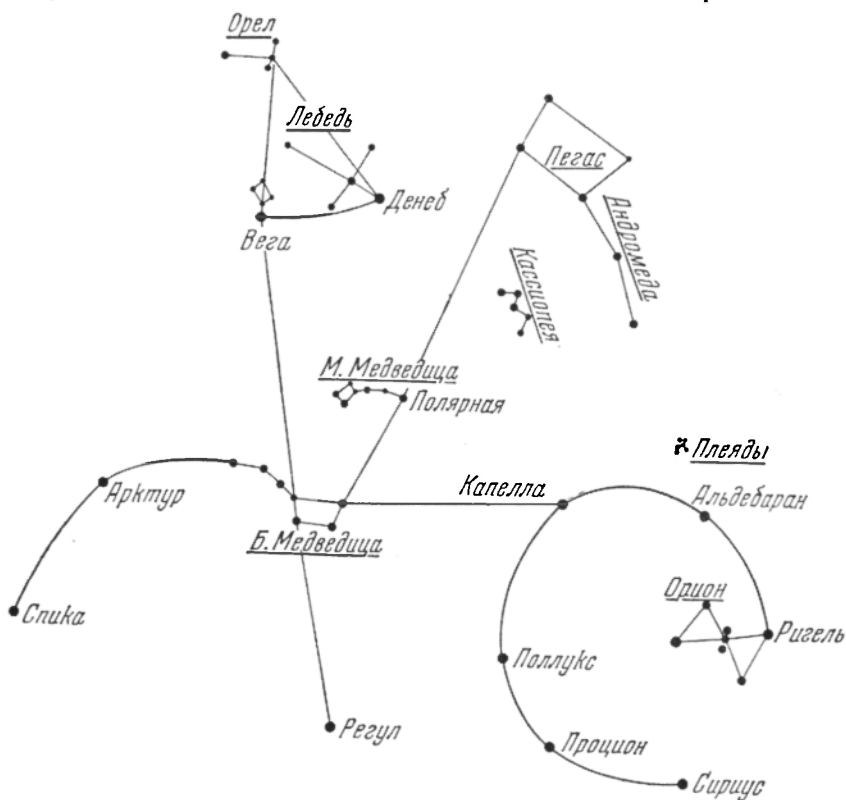 Орел
Лебедь
Пегас
Денеб
Андромеда
Вега
Кассиопея
М. Медведица
Полярная
Плеяды
Капелла
Арктур
Альдебаран
Б. Медведица
Орион
Спика
Ригель
Поллукс
Регул
Процион
Сириус